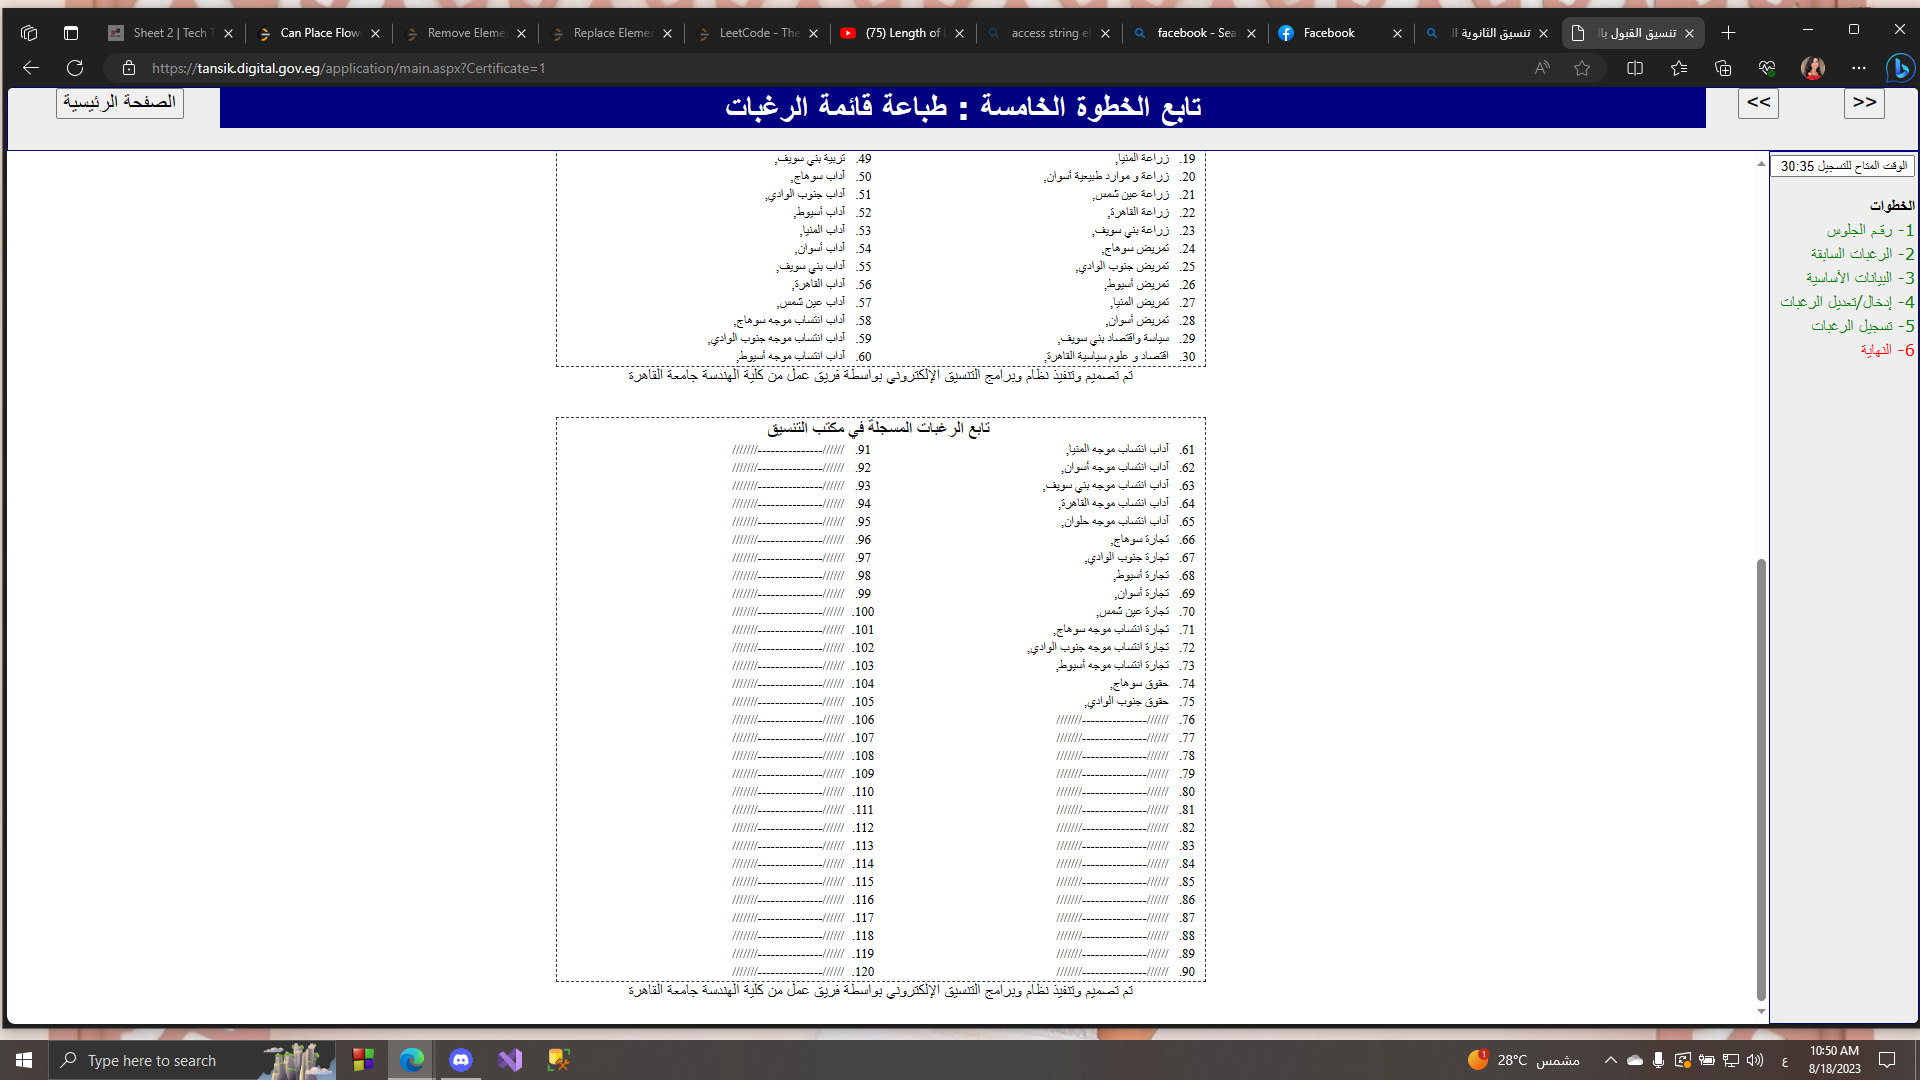 Sheet 2 | Tech T
Can Place Flow
Remove Eleme
Replace Elemen
LeetCode - The
(75) Length of
access string el
facebook - Sea
Facebook
تنسيق الثانوية ال
تنسيق القبول بال
https://tansik.digital.gov.eg/application/main.aspx?Certificate=1
الصفحة الرئيسية
تابع الخطوة الخامسة : طباعة قائمة الرغبات
<<
>>
الوقت المتاح للتسجيل 30:35
الخطوات
1- رقم الجلوس
2- الرغبات السابقة
3- البيانات الأساسية
4- إدخال/تعديل الرغبات
5- تسجيل الرغبات
6- النهاية
19. زراعة المنيا,
20. زراعة و موارد طبيعية أسوان,
21. زراعة عين شمس,
22. زراعة القاهرة,
23. زراعة بني سويف,
24. تمريض سوهاج,
25. تمريض جنوب الوادي,
26. تمريض أسيوط,
27. تمريض المنيا,
28. تمريض أسوان,
29. سياسة واقتصاد بني سويف,
30. اقتصاد و علوم سياسية القاهرة,
49. تربية بني سويف,
50. آداب سوهاج,
51. آداب جنوب الوادي,
52. آداب أسيوط,
53. آداب المنيا,
54. آداب أسوان,
55. آداب بني سويف,
56. آداب القاهرة,
57. آداب عين شمس,
58. آداب انتساب موجه سوهاج,
59. آداب انتساب موجه جنوب الوادي,
60. آداب انتساب موجه أسيوط,
تم تصميم وتنفيذ نظام وبرامج التنسيق الإلكتروني بواسطة فريق عمل من كلية الهندسة جامعة القاهرة
تابع الرغبات المسجلة في مكتب التنسيق
61. آداب انتساب موجه المنيا,
62. آداب انتساب موجه أسوان,
63. آداب انتساب موجه بني سويف,
64. آداب انتساب موجه القاهرة,
65. آداب انتساب موجه حلوان,
66. تجارة سوهاج,
67. تجارة جنوب الوادي,
68. تجارة أسيوط,
69. تجارة أسوان,
70. تجارة عين شمس,
71. تجارة انتساب موجه سوهاج,
72. تجارة انتساب موجه جنوب الوادي,
73. تجارة انتساب موجه أسيوط,
74. حقوق سوهاج,
75. حقوق جنوب الوادي,
76. //////---------------///////
77. //////---------------///////
78. //////---------------///////
79. //////---------------///////
80. //////---------------///////
81. //////---------------///////
82. //////---------------///////
83. //////---------------///////
84. //////---------------///////
85. //////---------------///////
86. //////---------------///////
87. //////---------------///////
88. //////---------------///////
89. //////---------------///////
90. //////---------------///////
91. //////---------------///////
92. //////---------------///////
93. //////---------------///////
94. //////---------------///////
95. //////---------------///////
96. //////---------------///////
97. //////---------------///////
98. //////---------------///////
99. //////---------------///////
100. //////---------------///////
101. //////---------------///////
102. //////---------------///////
103. //////---------------///////
104. //////---------------///////
105. //////---------------///////
106. //////---------------///////
107. //////---------------///////
108. //////---------------///////
109. //////---------------///////
110. //////---------------///////
111. //////---------------///////
112. //////---------------///////
113. //////---------------///////
114. //////---------------///////
115. //////---------------///////
116. //////---------------///////
117. //////---------------///////
118. //////---------------///////
119. //////---------------///////
120. //////---------------///////
تم تصميم وتنفيذ نظام وبرامج التنسيق الإلكتروني بواسطة فريق عمل من كلية الهندسة جامعة القاهرة
Type here to search
1
28°C مشمس
ع
10:50 AM
8/18/2023